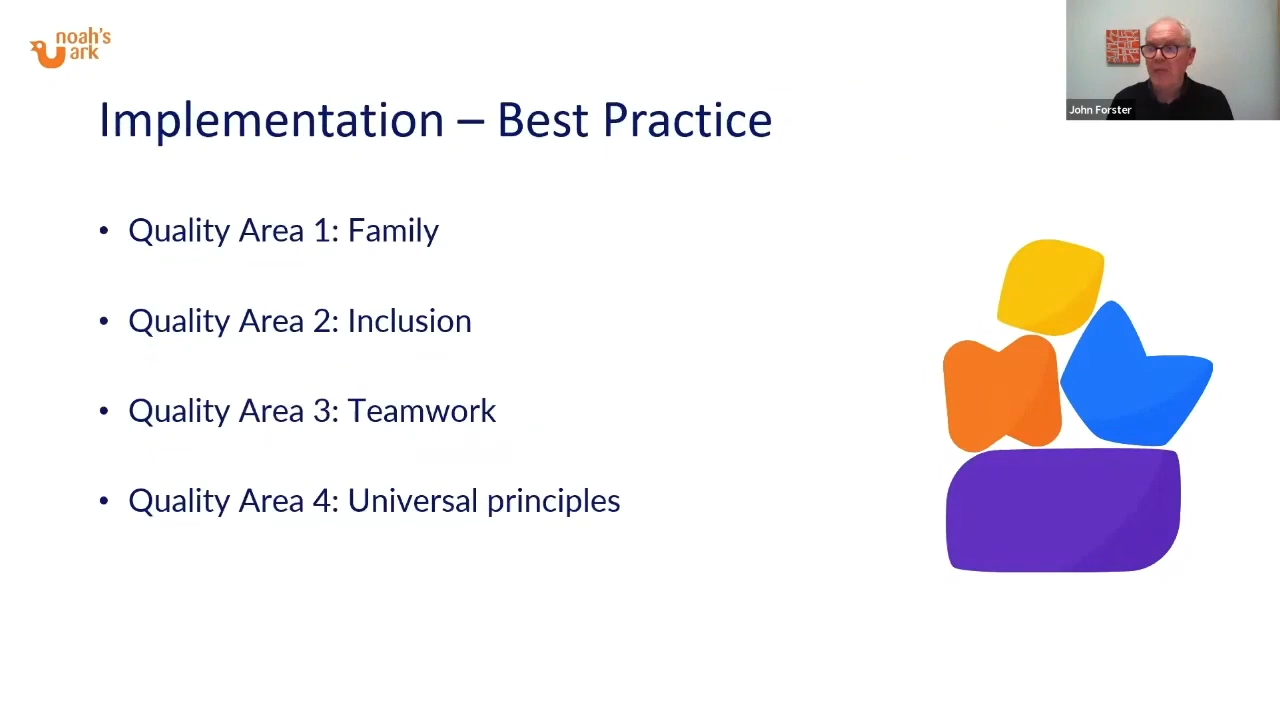 noah's
ark
John Forster
Implementation – Best Practice
• Quality Area 1: Family
• Quality Area 2: Inclusion
• Quality Area 3: Teamwork
• Quality Area 4: Universal principles